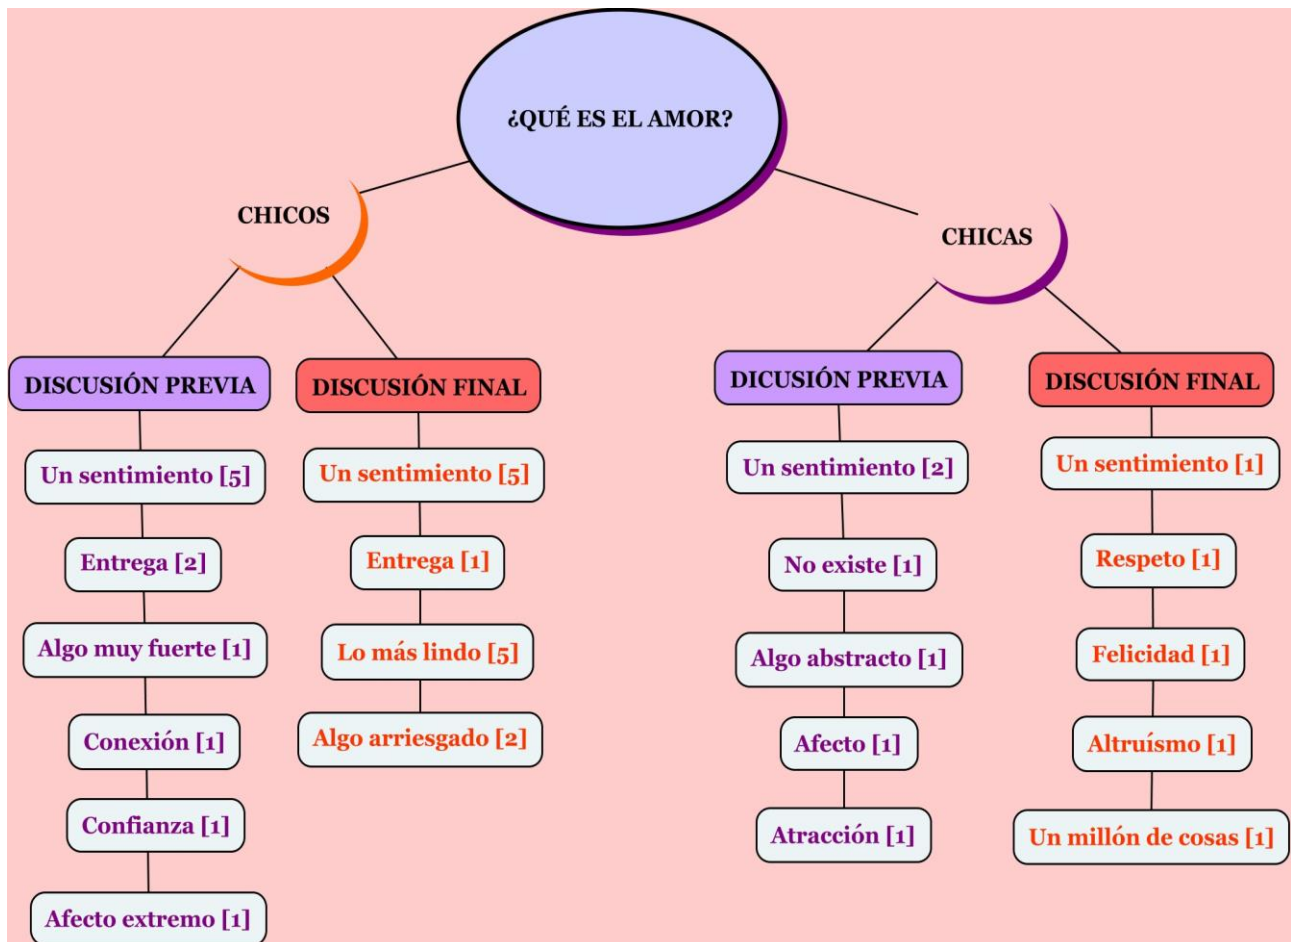 ¿QUÉ ES EL AMOR?
CHICOS
DISCUSIÓN PREVIA
Un sentimiento [5]
Entrega [2]
Algo muy fuerte [1]
Conexión [1]
Confianza [1]
Afecto extremo [1]
DISCUSIÓN FINAL
Un sentimiento [5]
Entrega [1]
Lo más lindo [5]
Algo arriesgado [2]
CHICAS
DICUSIÓN PREVIA
Un sentimiento [2]
No existe [1]
Algo abstracto [1]
Afecto [1]
Atracción [1]
DISCUSIÓN FINAL
Un sentimiento [1]
Respeto [1]
Felicidad [1]
Altruísmo [1]
Un millón de cosas [1]